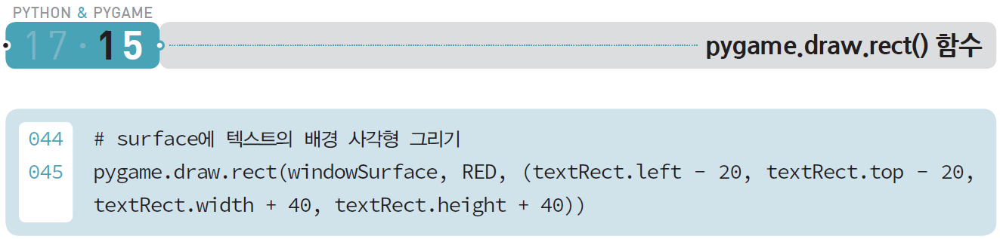 PYTHON & PYGAME
17·15
pygame.draw.rect() 함수
044 # surface에 텍스트의 배경 사각형 그리기
045 pygame.draw.rect(windowSurface, RED, (textRect.left - 20, textRect.top - 20,
textRect.width + 40, textRect.height + 40))